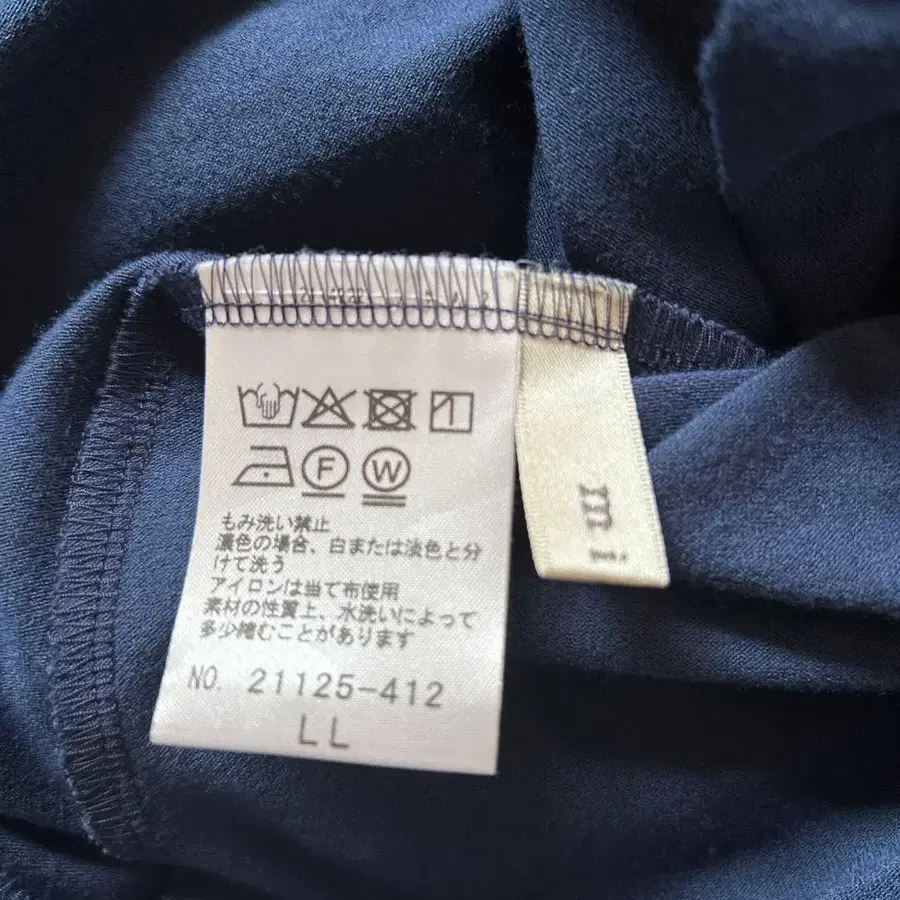 F W
もみ洗い禁止
濃色の場合、白または淡色と分
けて洗う
アイロンは当て布使用
素材の性質上、水洗いによって
多少縮むことがあります
NO. 21125-412
LL
m